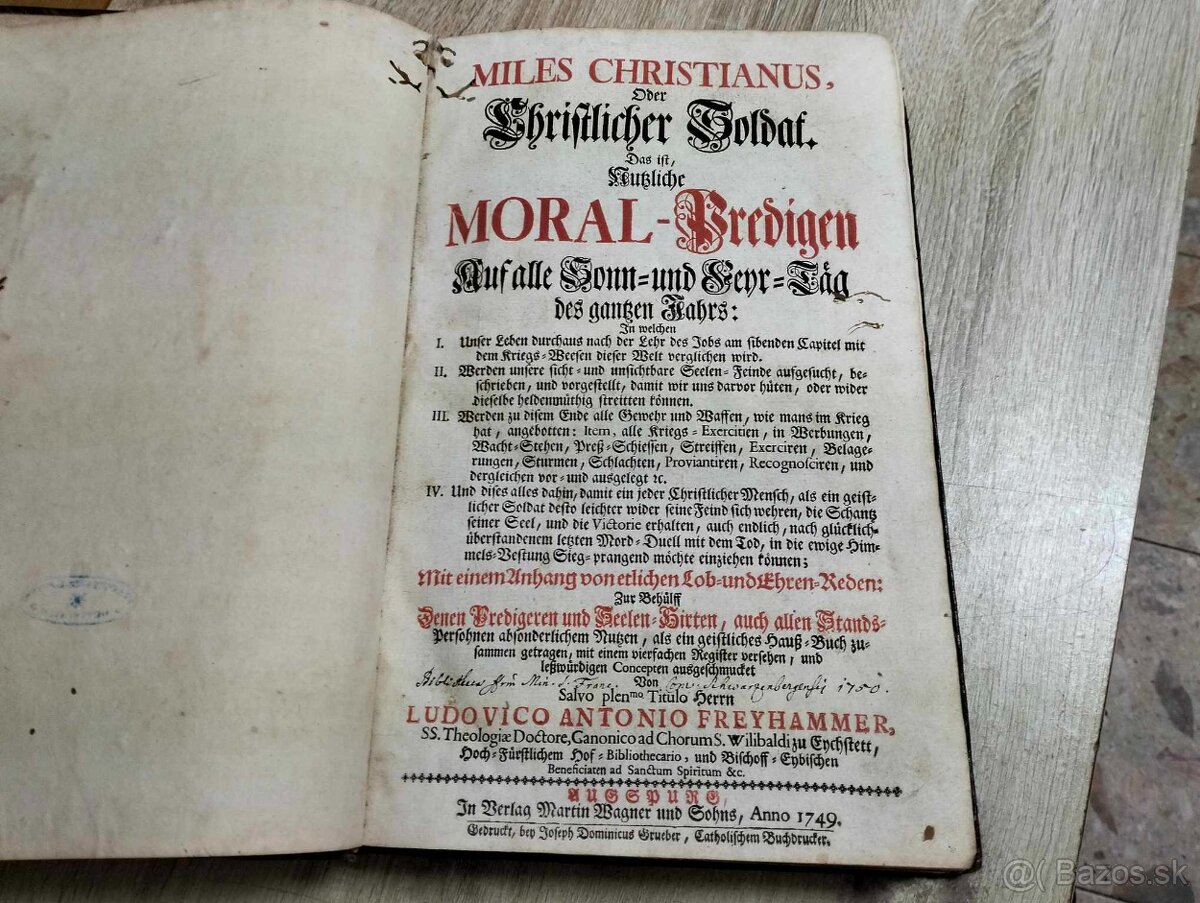 MILES CHRISTIANUS,
Oder
Christlicher Soldat.
Das ist,
Nutzliche
MORAL-Predigen
Auf alle Sonn- und Feyr-Täg
des gantzen Jahrs:
In welchen
I. Unser Leben durchaus nach der Lehr des Jobs am sibenden Capitel mit
dem Kriegs-Weesen dieser Welt verglichen wird.
II. Werden unsere sicht- und unsichtbare Seelen-Feinde aufgesucht, be-
schrieben, und vorgestellt, damit wir uns darvor hüten, oder wider
dieselbe heldenmüthig streitten können.
III. Werden zu disem Ende alle Gewehr und Waffen, wie mans im Krieg
hat, angebotten: Item, alle Kriegs-Exercitien, in Werbungen,
Wacht-Stehen, Preß-Schiessen, Streiffen, Exerciren, Belage-
rungen, Sturmen, Schlachten, Proviantiren, Recognosciren, und
dergleichen vor- und ausgelegt ꝛc.
IV. Und dises alles dahin, damit ein jeder Christlicher Mensch, als ein geist-
licher Soldat desto leichter wider seine Feind sich wehren, die Schantz
seiner Seel, und die Victorie erhalten, auch endlich, nach glücklich-
überstandenem letzten Mord-Duell mit dem Tod, in die ewige Him-
mels-Vestung Sieg-prangend möchte einziehen können;
Mit einem Anhang von etlichen Lob- und Ehren-Reden:
Zur Behülff
Denen Predigeren und Seelen-Hirten, auch allen Stands-
Persohnen absonderlichem Nutzen, als ein geistliches Hauß-Buch zu-
sammen getragen, mit einem vierfachen Register versehen, und
leßwürdigen Concepten ausgeschmucket
Von
Bibliotheca Min. Franc. Schwarzenbergensis 1750.
Salvo plenmo Titulo Herrn
LUDOVICO ANTONIO FREYHAMMER,
SS. Theologiæ Doctore, Canonico ad Chorum S. Wilibaldi zu Eychstett,
Hoch-Fürstlichem Hof-Bibliothecario, und Bischoff-Eybischen
Beneficiaten ad Sanctum Spiritum &c.
AUGSPURG,
In Verlag Martin Wagner und Sohns, Anno 1749.
Gedruckt, bey Joseph Dominicus Grueber, Catholischem Buchdrucker.
@( Bazos.sk